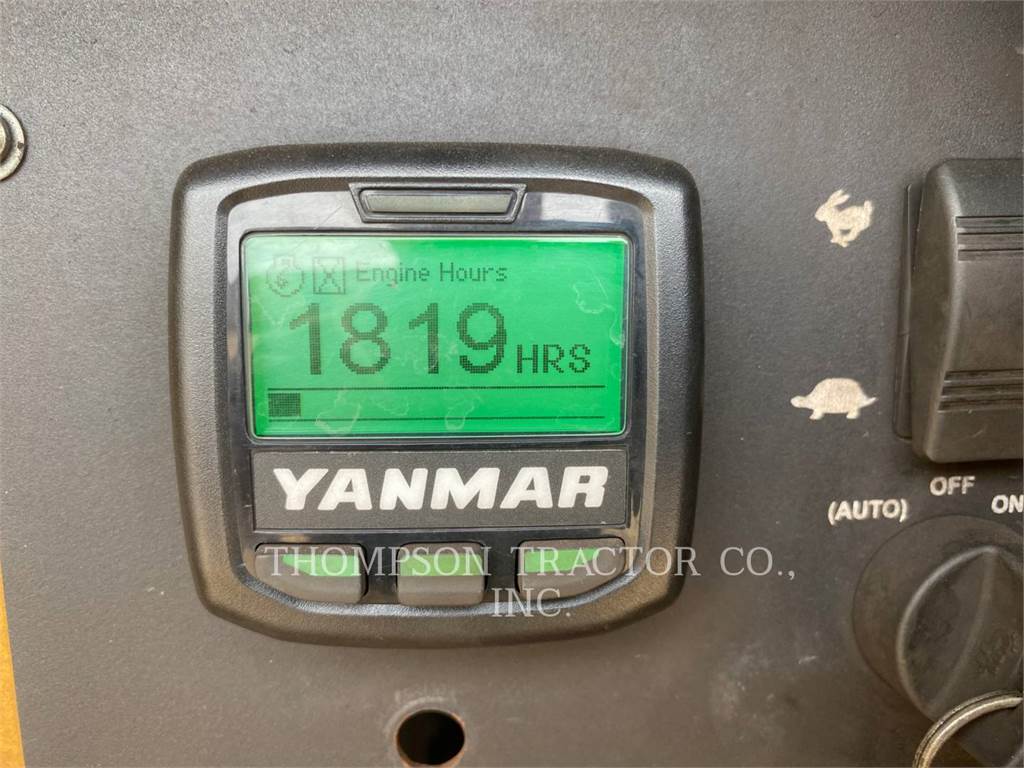 Engine Hours
1819 HRS
YANMAR
THOMPSON TRACTOR CO.,
INC.
OFF
(AUTO)
ON